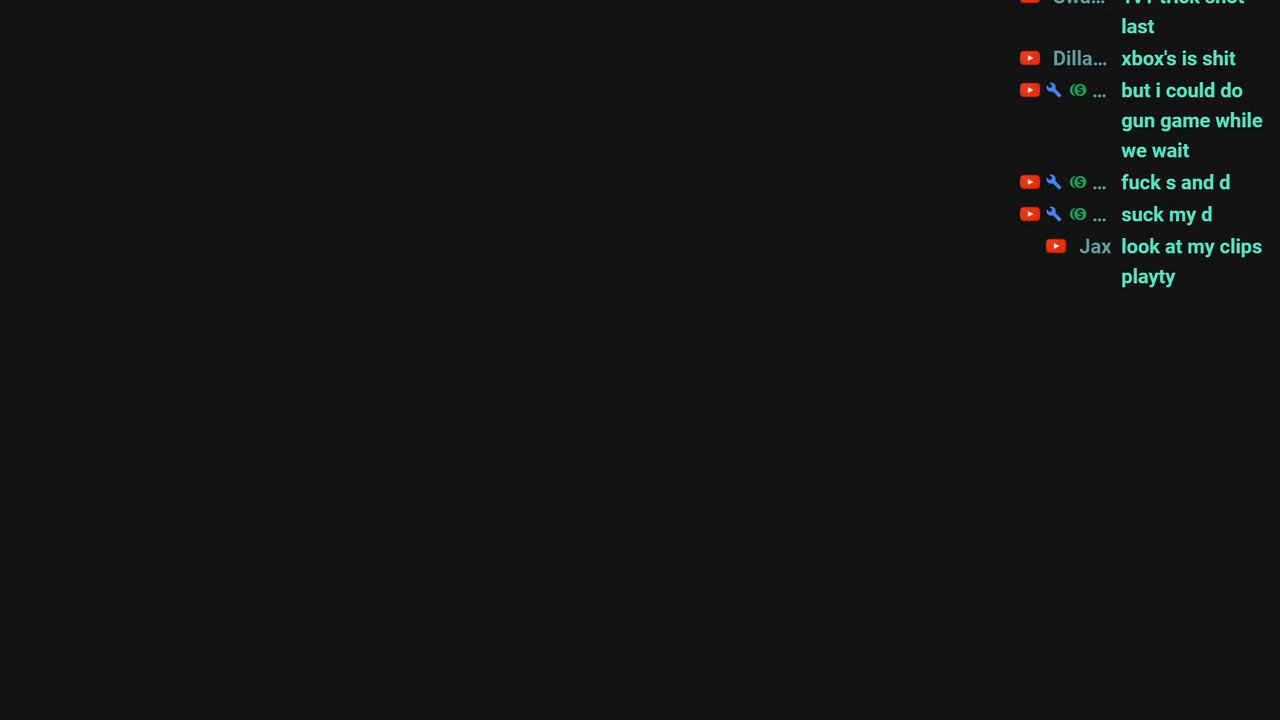 last
Dilla... xbox's is shit
... but i could do
gun game while
we wait
... fuck s and d
... suck my d
Jax look at my clips
playty